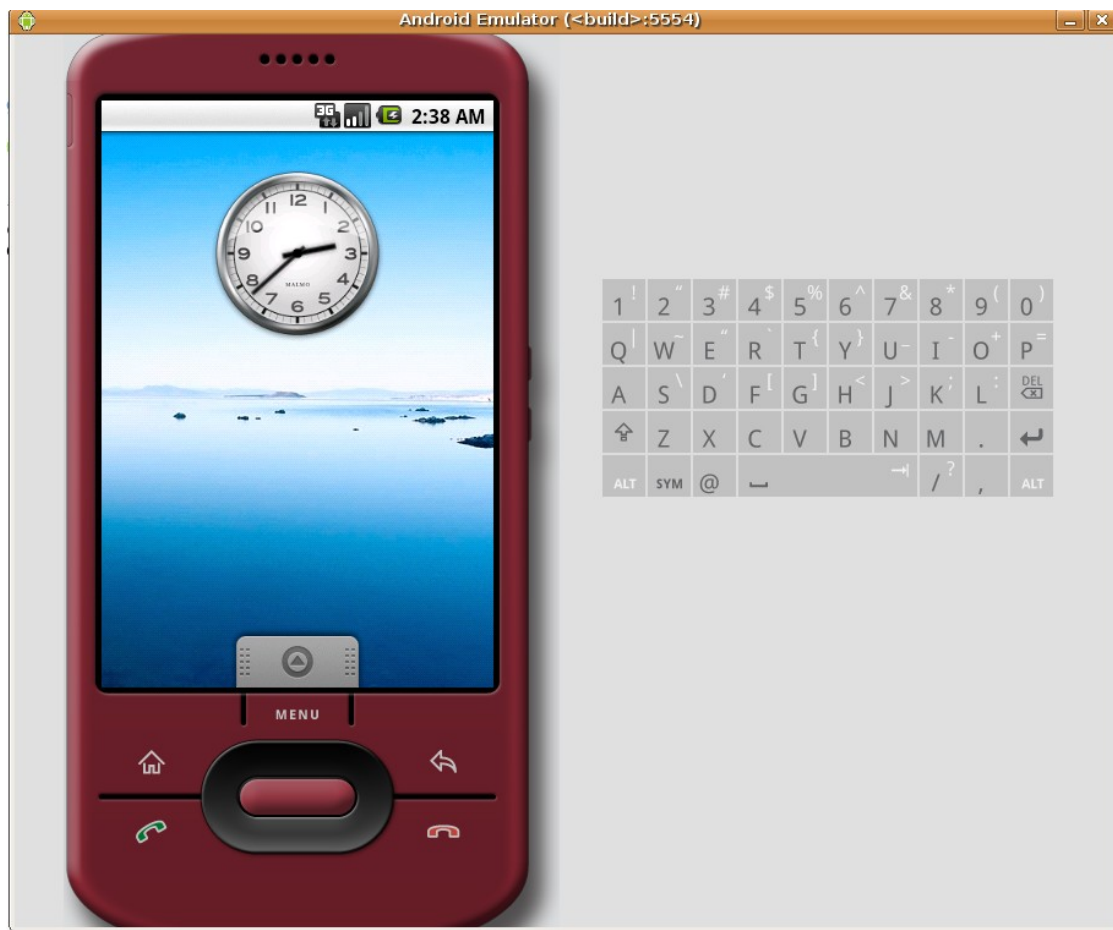 Android Emulator (<build>:5554)
3G 2:38 AM
12
11 1
10 2
9 3
8 4
MALMO
7 5
6
MENU
1 ! 2 “ 3 # 4 $ 5 % 6 ^ 7 & 8 * 9 ( 0 )
Q | W ~ E “ R ` T { Y } U _ I - O + P =
A S \ D ‘ F [ G ] H < J > K ; L : DEL
Z X C V B N M .
ALT SYM @ / ? , ALT